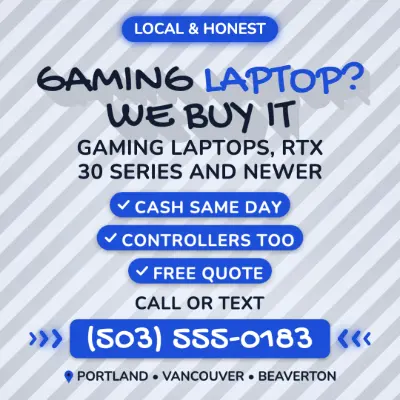 LOCAL & HONEST
GAMING LAPTOP?
WE BUY IT
GAMING LAPTOPS, RTX
30 SERIES AND NEWER
CASH SAME DAY
CONTROLLERS TOO
FREE QUOTE
CALL OR TEXT
(503) 555-0183
PORTLAND • VANCOUVER • BEAVERTON